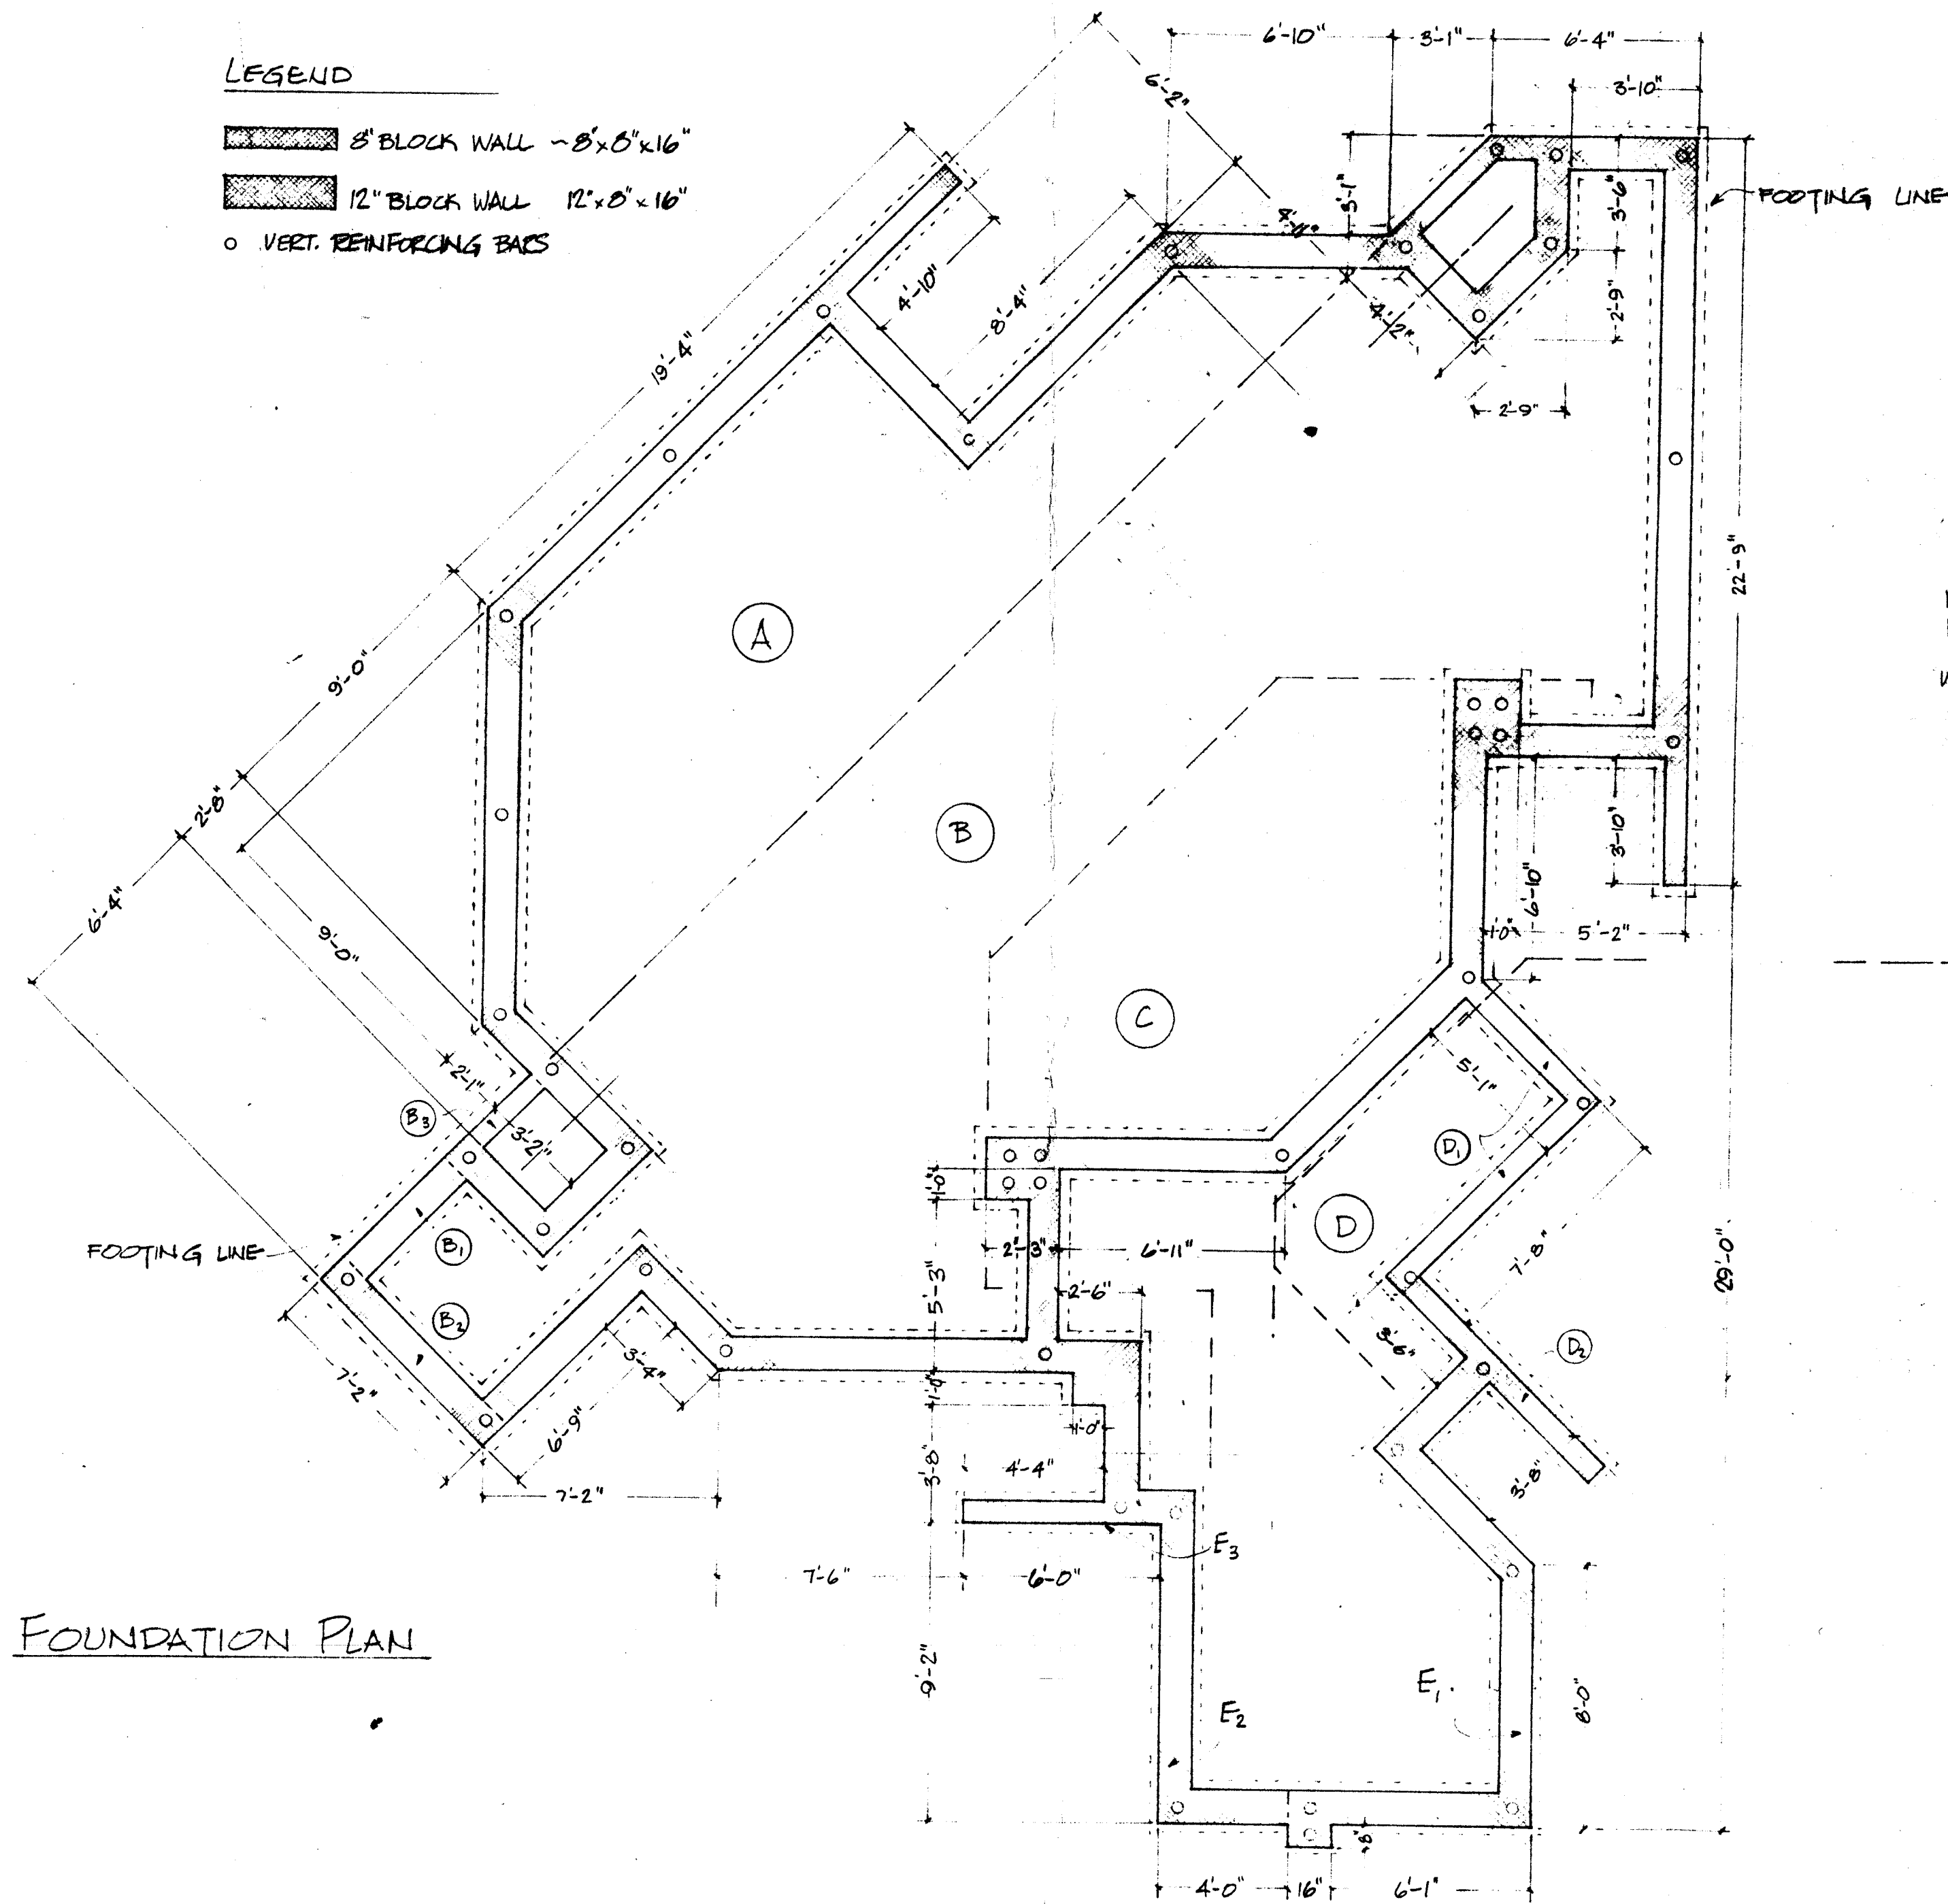 6'-10"
3'-1"
6'-4"
LEGEND
3'-10"
8" BLOCK WALL ~ 8"x8"x16"
12" BLOCK WALL 12"x8"x16"
VERT. REINFORCING BARS
3'-1"
3'-6"
FOOTING LINE
4'-10"
8'-4"
4'-2"
2'-9"
19'-4"
2'-9"
22'-9"
A
9'-0"
2'-8"
B
3'-10"
6'-4"
6'-10"
9'-0"
1'-0"
5'-2"
C
2'-1"
5'-1"
B3
3'-2"
D1
1'-0"
D
FOOTING LINE
B1
2'-3"
6'-11"
7'-8"
29'-0"
5'-3"
2'-6"
B2
3'-6"
D2
3'-4"
7'-2"
1'-0"
6'-9"
1'-0"
4'-4"
3'-8"
3'-8"
7'-2"
E3
7'-6"
6'-0"
FOUNDATION PLAN
9'-2"
E1
8'-0"
E2
8"
4'-0"
16"
6'-1"